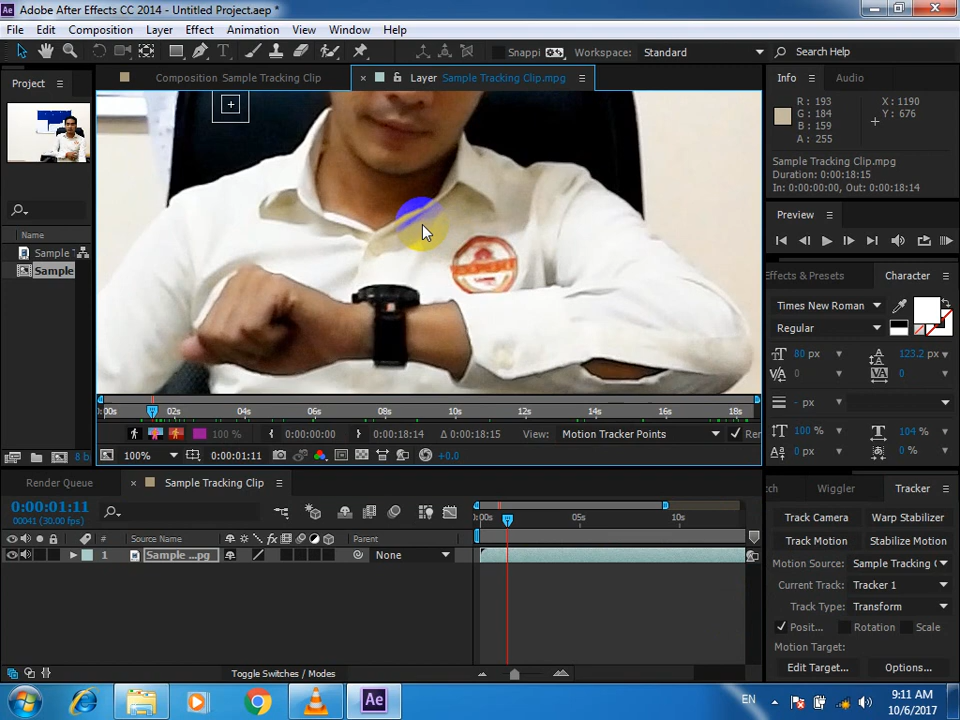 Adobe After Effects CC 2014 - Untitled Project.aep *
File Edit Composition Layer Effect Animation View Window Help
Snappi Workspace: Standard Search Help
Project
Composition Sample Tracking Clip
Layer Sample Tracking Clip.mpg
Info Audio
R : 193
G : 184
B : 159
A : 255
X : 1190
Y : 676
Sample Tracking Clip.mpg
Duration: 0:00:18:15
In: 0:00:00:00, Out: 0:00:18:14
Preview
Name
Sample
Sample
Effects & Presets Character
Times New Roman
Regular
80 px 123.2 px
0 0
- px
100 % 104 %
0 px 0 %
:00s 02s 04s 06s 08s 10s 12s 14s 16s 18s
100 % 0:00:00:00 0:00:18:14 Δ 0:00:18:15 View: Motion Tracker Points Ren
8 b 100% 0:00:01:11 +0.0
Render Queue Sample Tracking Clip
0:00:01:11
00041 (30.00 fps)
:00s 05s 10s
# Source Name Parent
1 Sample ...pg None
Toggle Switches / Modes
Wiggler Tracker
Track Camera Warp Stabilizer
Track Motion Stabilize Motion
Motion Source: Sample Tracking C
Current Track: Tracker 1
Track Type: Transform
Posit... Rotation Scale
Motion Target:
Edit Target... Options...
Ae
EN
9:11 AM
10/6/2017